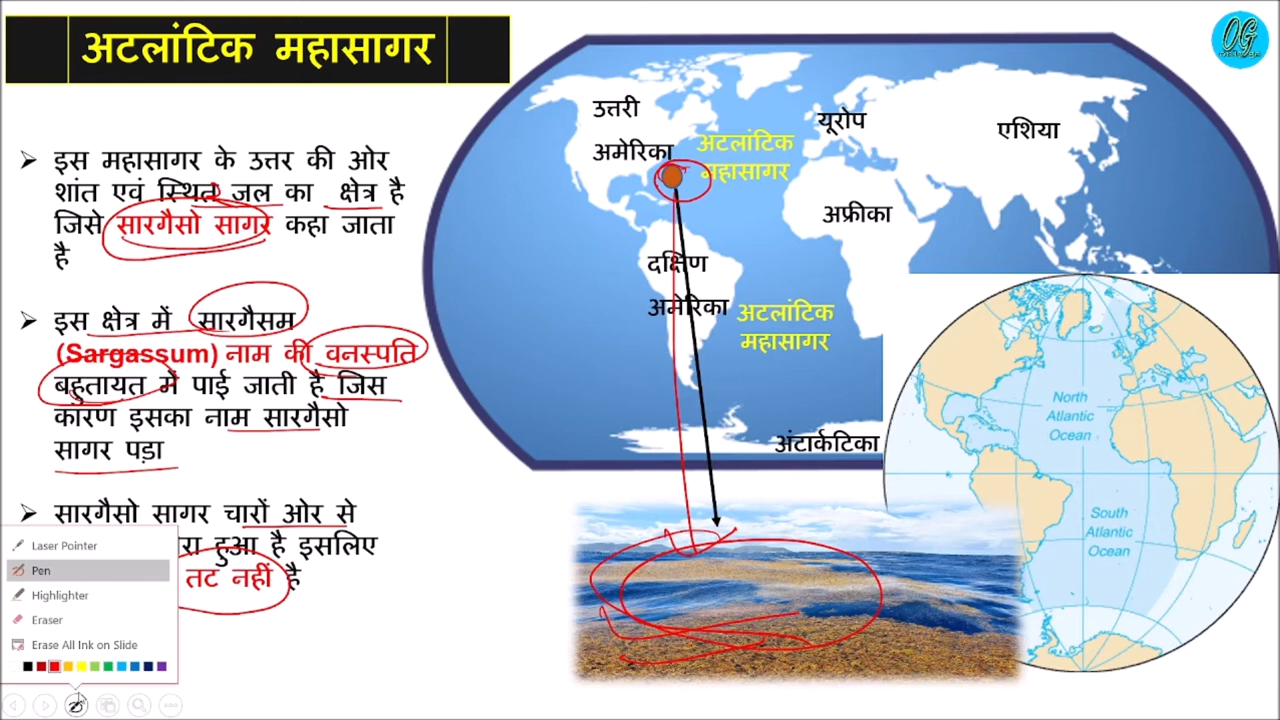 अटलांटिक महासागर
OG
इस महासागर के उत्तर की ओर
शांत एवं स्थित जल का क्षेत्र है
जिसे सारगैसो सागर कहा जाता
है
इस क्षेत्र में सारगैसम
(Sargassum) नाम की वनस्पति
बहुतायत में पाई जाती है जिस
कारण इसका नाम सारगैसो
सागर पड़ा
सारगैसो सागर चारों ओर से
रा हुआ है इसलिए
तट नहीं है
Laser Pointer
Pen
Highlighter
Eraser
Erase All Ink on Slide
उत्तरी
अमेरिका
अटलांटिक
महासागर
यूरोप
एशिया
अफ्रीका
दक्षिण
अमेरिका
अटलांटिक
महासागर
अंटार्कटिका
North
Atlantic
Ocean
South
Atlantic
Ocean